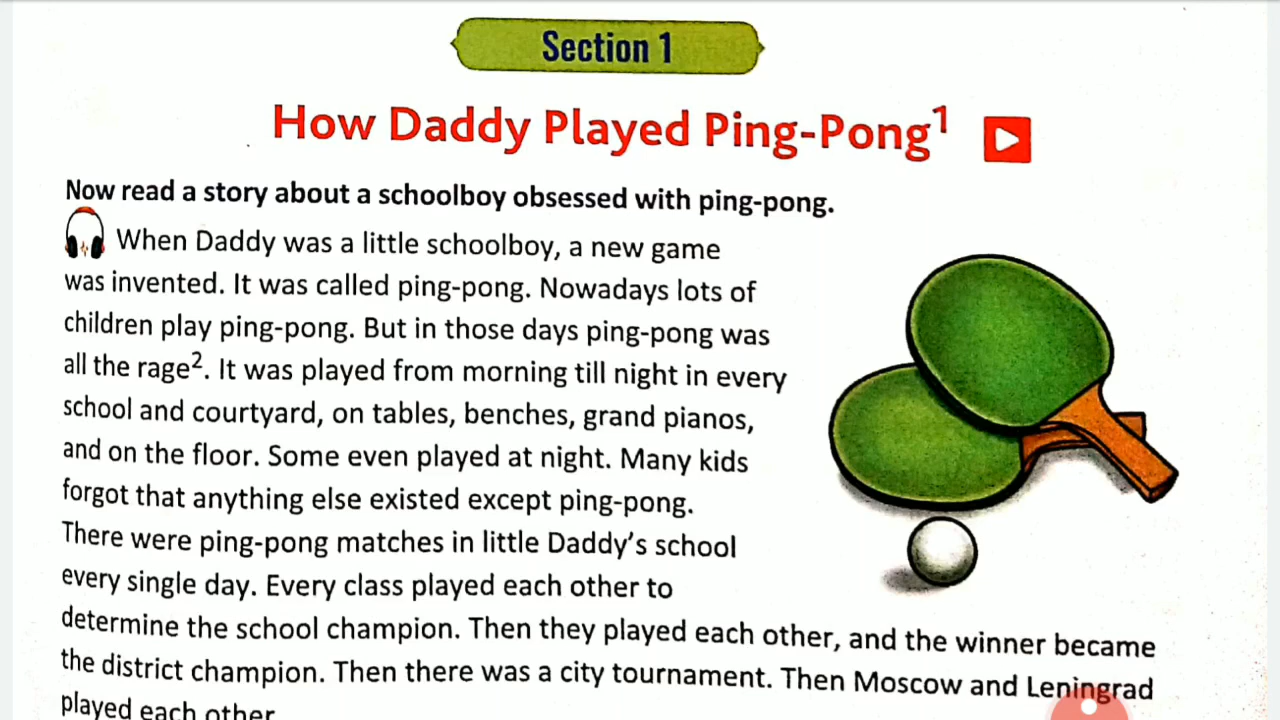 Section 1
How Daddy Played Ping-Pong¹
Now read a story about a schoolboy obsessed with ping-pong.
When Daddy was a little schoolboy, a new game
was invented. It was called ping-pong. Nowadays lots of
children play ping-pong. But in those days ping-pong was
all the rage². It was played from morning till night in every
school and courtyard, on tables, benches, grand pianos,
and on the floor. Some even played at night. Many kids
forgot that anything else existed except ping-pong.
There were ping-pong matches in little Daddy's school
every single day. Every class played each other to
determine the school champion. Then they played each other, and the winner became
the district champion. Then there was a city tournament. Then Moscow and Leningrad
played each other